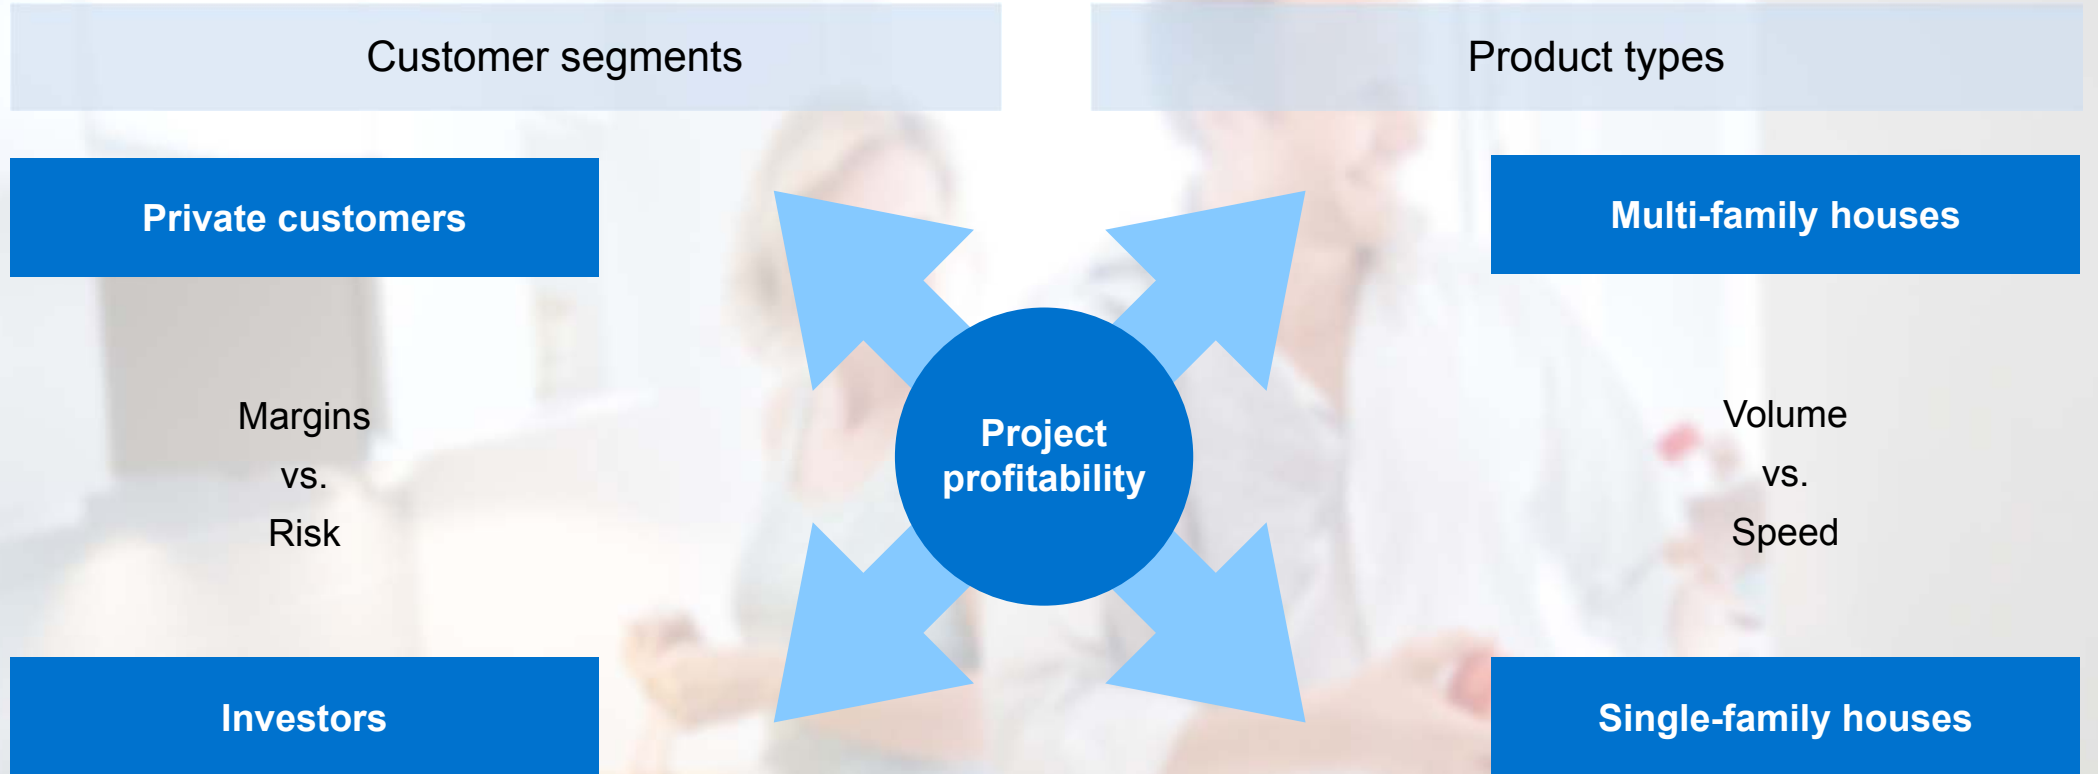 Customer segments
Product types
Private customers
Multi-family houses
Margins
vs.
Risk
Project
profitability
Volume
vs.
Speed
Investors
Single-family houses